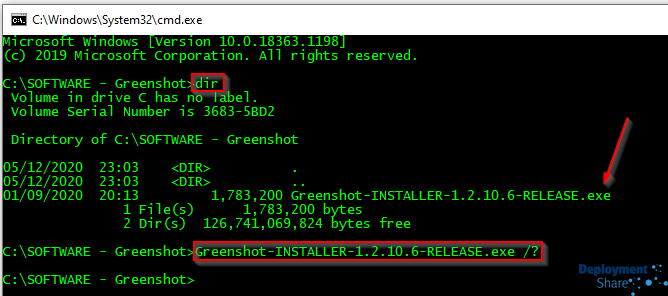 C:\Windows\System32\cmd.exe
Microsoft Windows [Version 10.0.18363.1198]
(c) 2019 Microsoft Corporation. All rights reserved.
C:\SOFTWARE - Greenshot>dir
Volume in drive C has no label.
Volume Serial Number is 3683-5BD2
Directory of C:\SOFTWARE - Greenshot
05/12/2020  23:03    <DIR>          .
05/12/2020  23:03    <DIR>          ..
01/09/2020  20:13         1,783,200 Greenshot-INSTALLER-1.2.10.6-RELEASE.exe
1 File(s)      1,783,200 bytes
2 Dir(s)  126,741,069,824 bytes free
C:\SOFTWARE - Greenshot>Greenshot-INSTALLER-1.2.10.6-RELEASE.exe /?
C:\SOFTWARE - Greenshot>
Deployment
Share